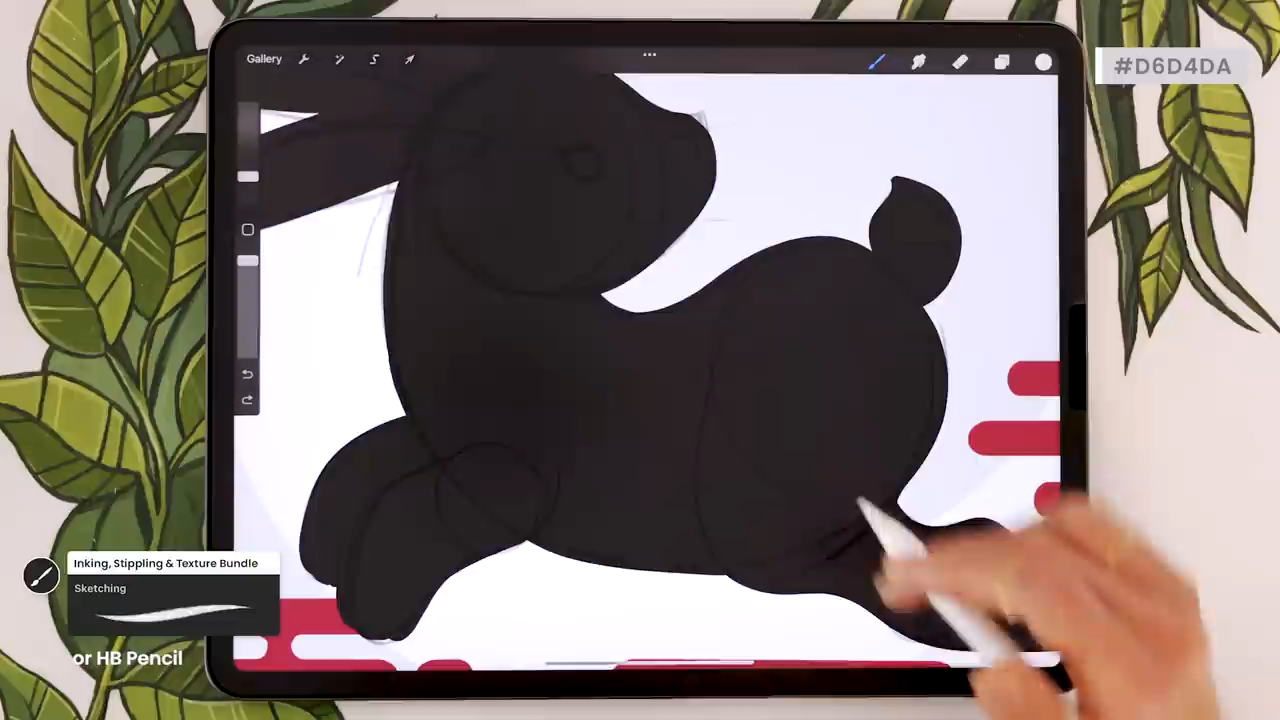 Gallery
#D6D4DA
Inking, Stippling & Texture Bundle
Sketching
or HB Pencil